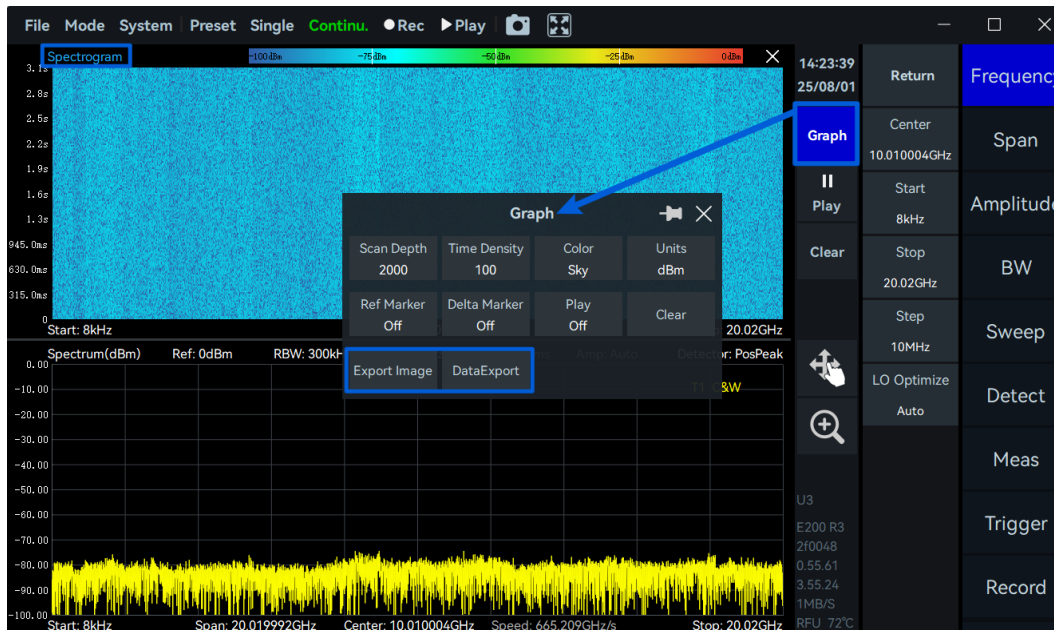 File Mode System Preset Single Continu. Rec Play
Spectrogram
-100dBm -75dBm -50dBm -25dBm 0dBm
2.8s
2.5s
2.2s
1.9s
1.6s
1.3s
945.0ms
630.0ms
315.0ms
0
Start: 8kHz
20.02GHz
Graph
Scan Depth Time Density Color Units
2000 100 Sky dBm
Ref Marker Delta Marker Play Clear
Off Off Off
Export Image DataExport
Spectrum(dBm) Ref: 0dBm RBW: 300kH
Amp:Auto Detector: PosPeak
&W
0.00
-10.00
-20.00
-30.00
-40.00
-50.00
-60.00
-70.00
-80.00
-90.00
-100.00
Start: 8kHz Span: 20.019992GHz Center: 10.010004GHz Speed: 665.209GHz/s Stop: 20.02GHz
14:23:39
25/08/01
Graph
Play
Clear
U3
E200 R3
2f0048
0.55.61
3.55.24
1MB/S
RFU 72℃
Return
Center
10.010004GHz
Start
8kHz
Stop
20.02GHz
Step
10MHz
LO Optimize
Auto
Frequency
Span
Amplitude
BW
Sweep
Detect
Meas
Trigger
Record